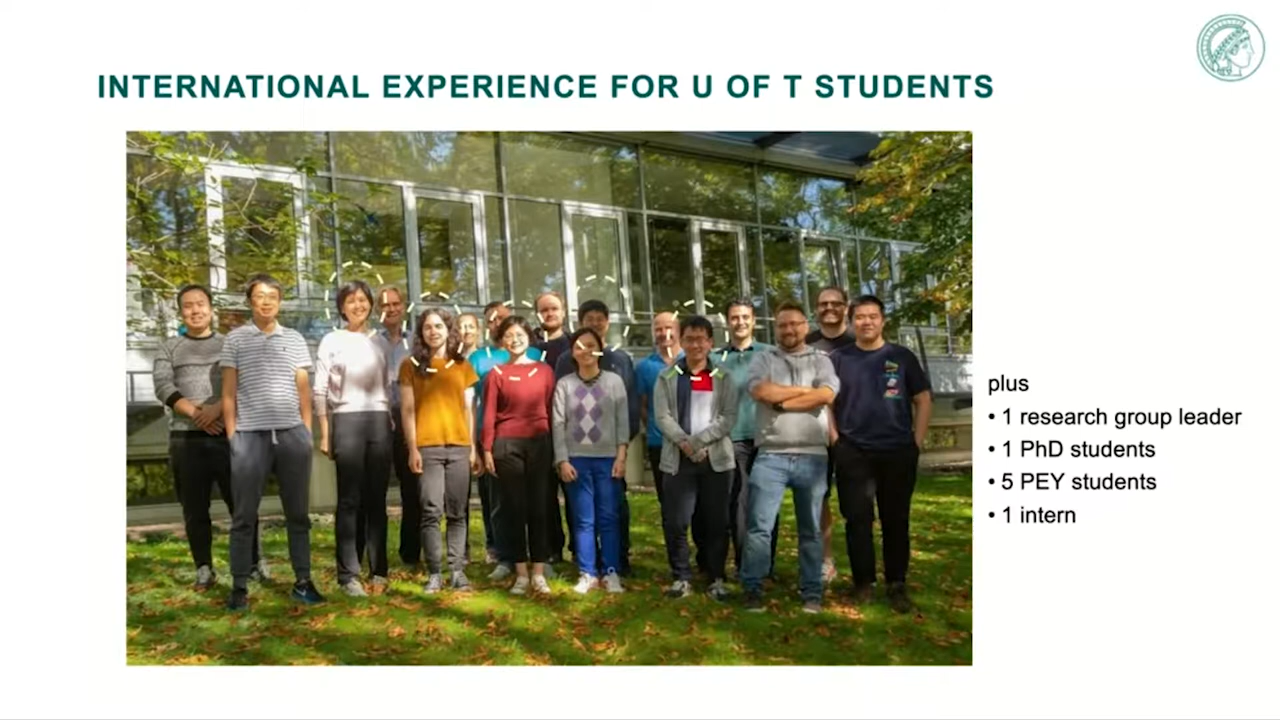 INTERNATIONAL EXPERIENCE FOR U OF T STUDENTS
plus
• 1 research group leader
• 1 PhD students
• 5 PEY students
• 1 intern